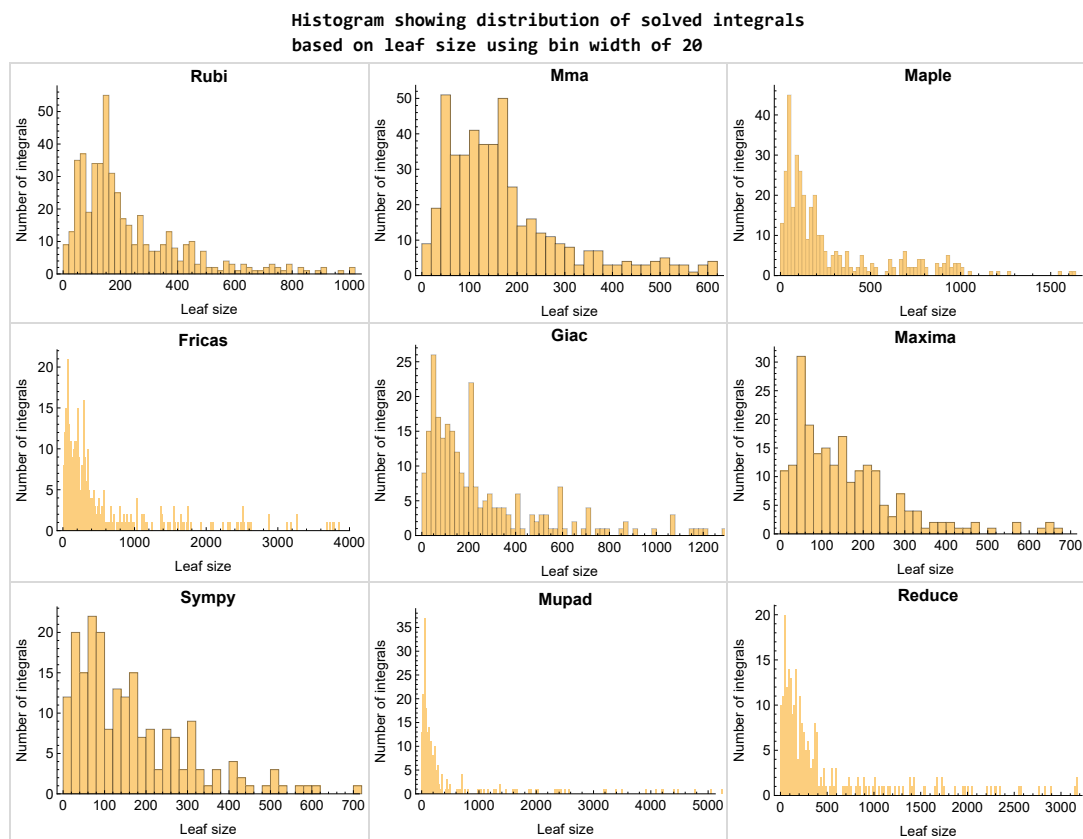 Histogram showing distribution of solved integrals
based on leaf size using bin width of 20
Rubi
Number of integrals
50
40
30
20
10
0
0 200 400 600 800 1000
Leaf size
Mma
Number of integrals
50
40
30
20
10
0
0 100 200 300 400 500 600
Leaf size
Maple
Number of integrals
40
30
20
10
0
0 500 1000 1500
Leaf size
Fricas
Number of integrals
20
15
10
5
0
0 1000 2000 3000 4000
Leaf size
Giac
Number of integrals
25
20
15
10
5
0
0 200 400 600 800 1000 1200
Leaf size
Maxima
Number of integrals
30
25
20
15
10
5
0
0 100 200 300 400 500 600 700
Leaf size
Sympy
Number of integrals
20
15
10
5
0
0 100 200 300 400 500 600 700
Leaf size
Mupad
Number of integrals
35
30
25
20
15
10
5
0
0 1000 2000 3000 4000 5000
Leaf size
Reduce
Number of integrals
20
15
10
5
0
0 500 1000 1500 2000 2500 3000
Leaf size